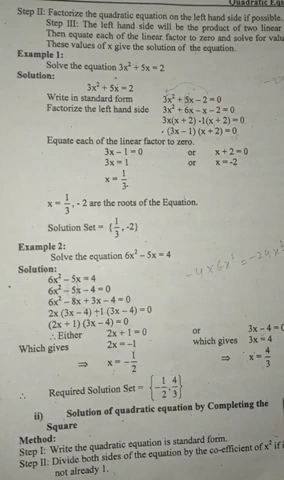 Quadratic Equ
Step II: Factorize the quadratic equation on the left hand side if possible.
Step III: The left hand side will be the product of two linear
Then equate each of the linear factor to zero and solve for valu
These values of x give the solution of the equation.
Example 1:
Solve the equation 3x² + 5x = 2
Solution:
3x² + 5x = 2
Write in standard form 3x² + 5x – 2 = 0
Factorize the left hand side 3x² + 6x – x – 2 = 0
3x(x + 2) -1(x + 2) = 0
(3x – 1) (x + 2) = 0
Equate each of the linear factor to zero.
3x – 1 = 0 or x + 2 = 0
3x = 1 or x = -2
x = 1/3
x = 1/3, - 2 are the roots of the Equation.
Solution Set = {1/3, -2}
Example 2:
Solve the equation 6x² – 5x = 4
Solution:
6x² – 5x = 4
6x² – 5x – 4 = 0
6x² – 8x + 3x – 4 = 0
2x (3x – 4) +1 (3x – 4) = 0
(2x + 1) (3x – 4) = 0
∴ Either 2x + 1 = 0 or 3x – 4 = 0
Which gives 2x = –1 which gives 3x = 4
⇒ x = – 1/2 ⇒ x = 4/3
∴ Required Solution Set = {– 1/2, 4/3}
-4x6x² = -24x²
ii) Solution of quadratic equation by Completing the
Square
Method:
Step I: Write the quadratic equation is standard form.
Step II: Divide both sides of the equation by the co-efficient of x² if i
not already 1.